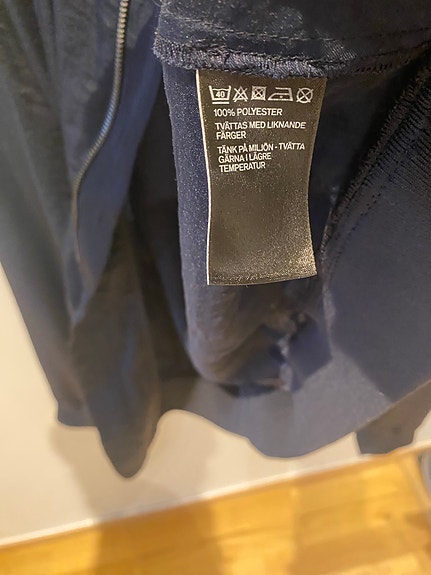 40
100% POLYESTER
TVÄTTAS MED LIKNANDE
FÄRGER
TÄNK PÅ MILJÖN - TVÄTTA
GÄRNA I LÄGRE
TEMPERATUR